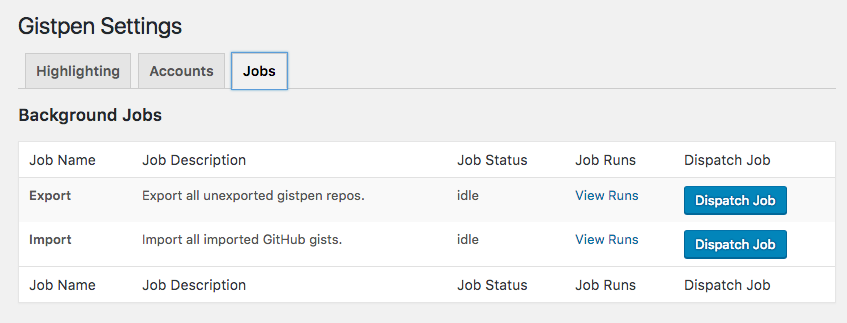 Gistpen Settings
Highlighting Accounts Jobs
Background Jobs
Job Name Job Description Job Status Job Runs Dispatch Job
Export Export all unexported gistpen repos. idle View Runs Dispatch Job
Import Import all imported GitHub gists. idle View Runs Dispatch Job
Job Name Job Description Job Status Job Runs Dispatch Job